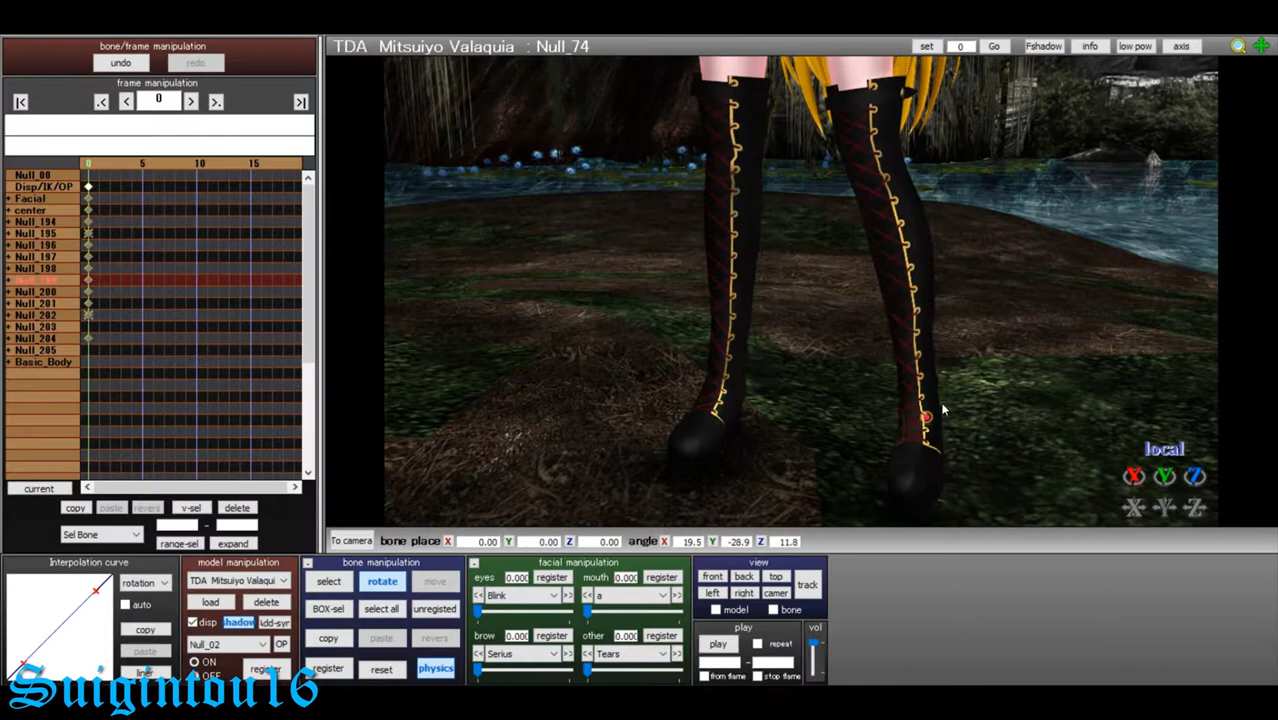 bone/frame manipulation
undo
redo
frame manipulation
0
0 5 10 15
Null_00
Disp/IK/OP
+ Facial
+ center
+ Null_194
+ Null_195
+ Null_196
+ Null_197
+ Null_198
+ Null_200
+ Null_201
+ Null_202
+ Null_203
+ Null_204
+ Null_205
+ Basic_Body
current
copy
paste
revers
v-sel
delete
Sel Bone
-
range-sel
expand
TDA Mitsuiyo Valaquia : Null_74
set
0
Go
Fshadow
info
low pow
axis
local
X Y Z
X Y Z
To camera
bone place X 0.00 Y 0.00 Z 0.00 angle X 19.5 Y -28.9 Z 11.8
Interpolation curve
rotation
auto
copy
paste
liner
model manipulation
TDA Mitsuiyo Valaqui
load
delete
disp
shadow
Add-syn
Null_02
OP
ON
OFF
register
bone manipulation
select
rotate
move
BOX-sel
select all
unregisted
copy
paste
revers
register
reset
physics
facial manipulation
eyes 0.000 register
<< Blink >>
mouth 0.000 register
<< a >>
brow 0.000 register
<< Serius >>
other 0.000 register
<< Tears >>
view
front
back
top
left
right
camer
track
model
bone
play
play
repeat
-
from flame
stop flame
vol
Suigintou16